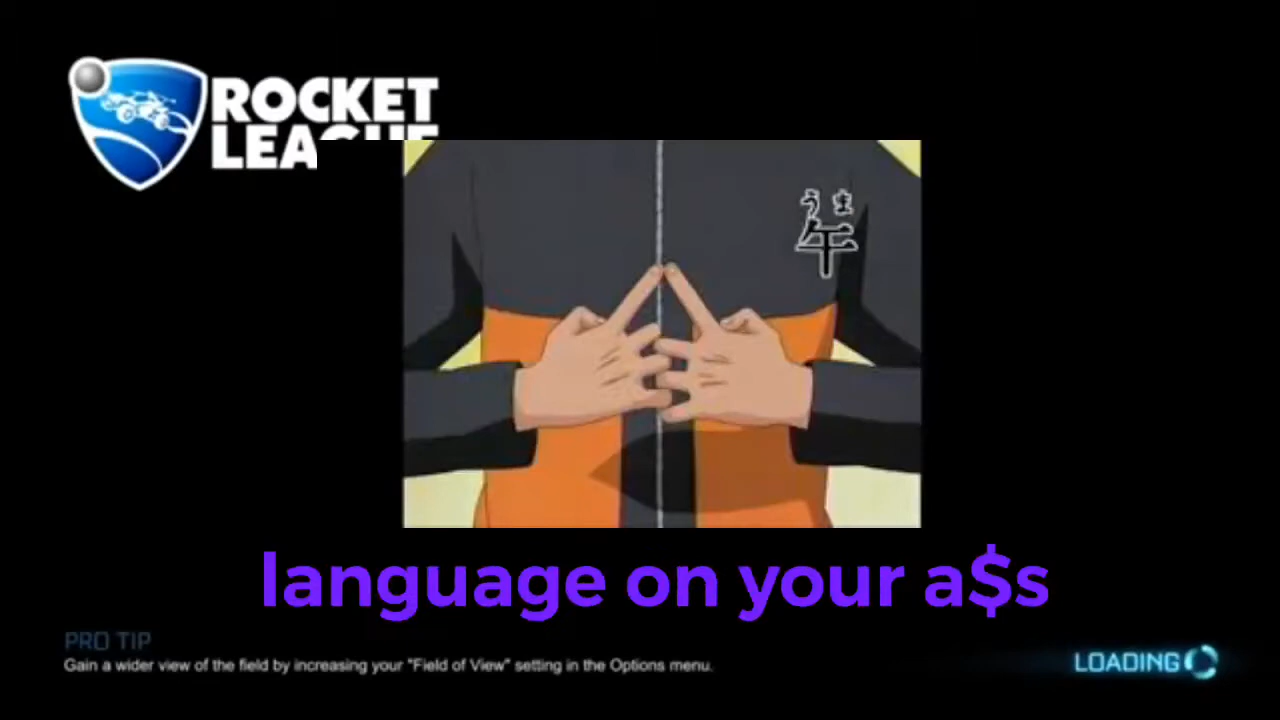 ROCKET
LEAGUE
うま
午
language on your a$s
PRO TIP
Gain a wider view of the field by increasing your "Field of View" setting in the Options menu.
LOADING